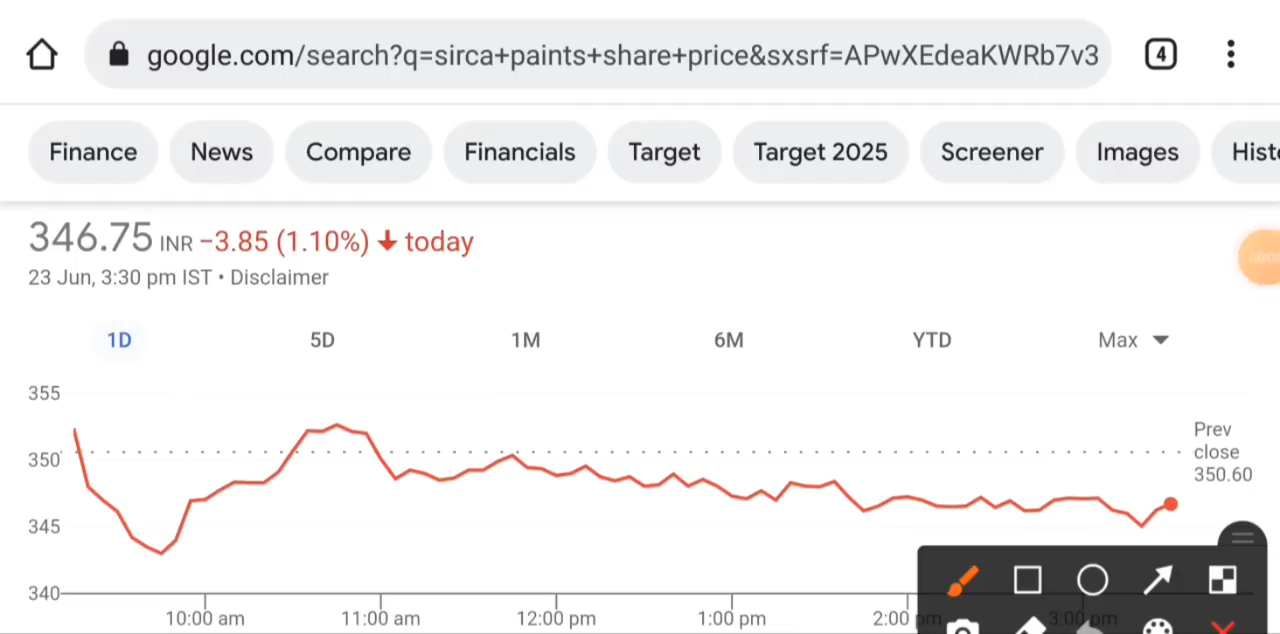 google.com/search?q=sirca+paints+share+price&sxsrf=APwXEdeaKWRb7v3
4
Finance News Compare Financials Target Target 2025 Screener Images Histo
346.75 INR −3.85 (1.10%) today
23 Jun, 3:30 pm IST • Disclaimer
1D 5D 1M 6M YTD Max
355
350
345
340
Prev
close
350.60
10:00 am 11:00 am 12:00 pm 1:00 pm 2:00 pm 3:00 pm